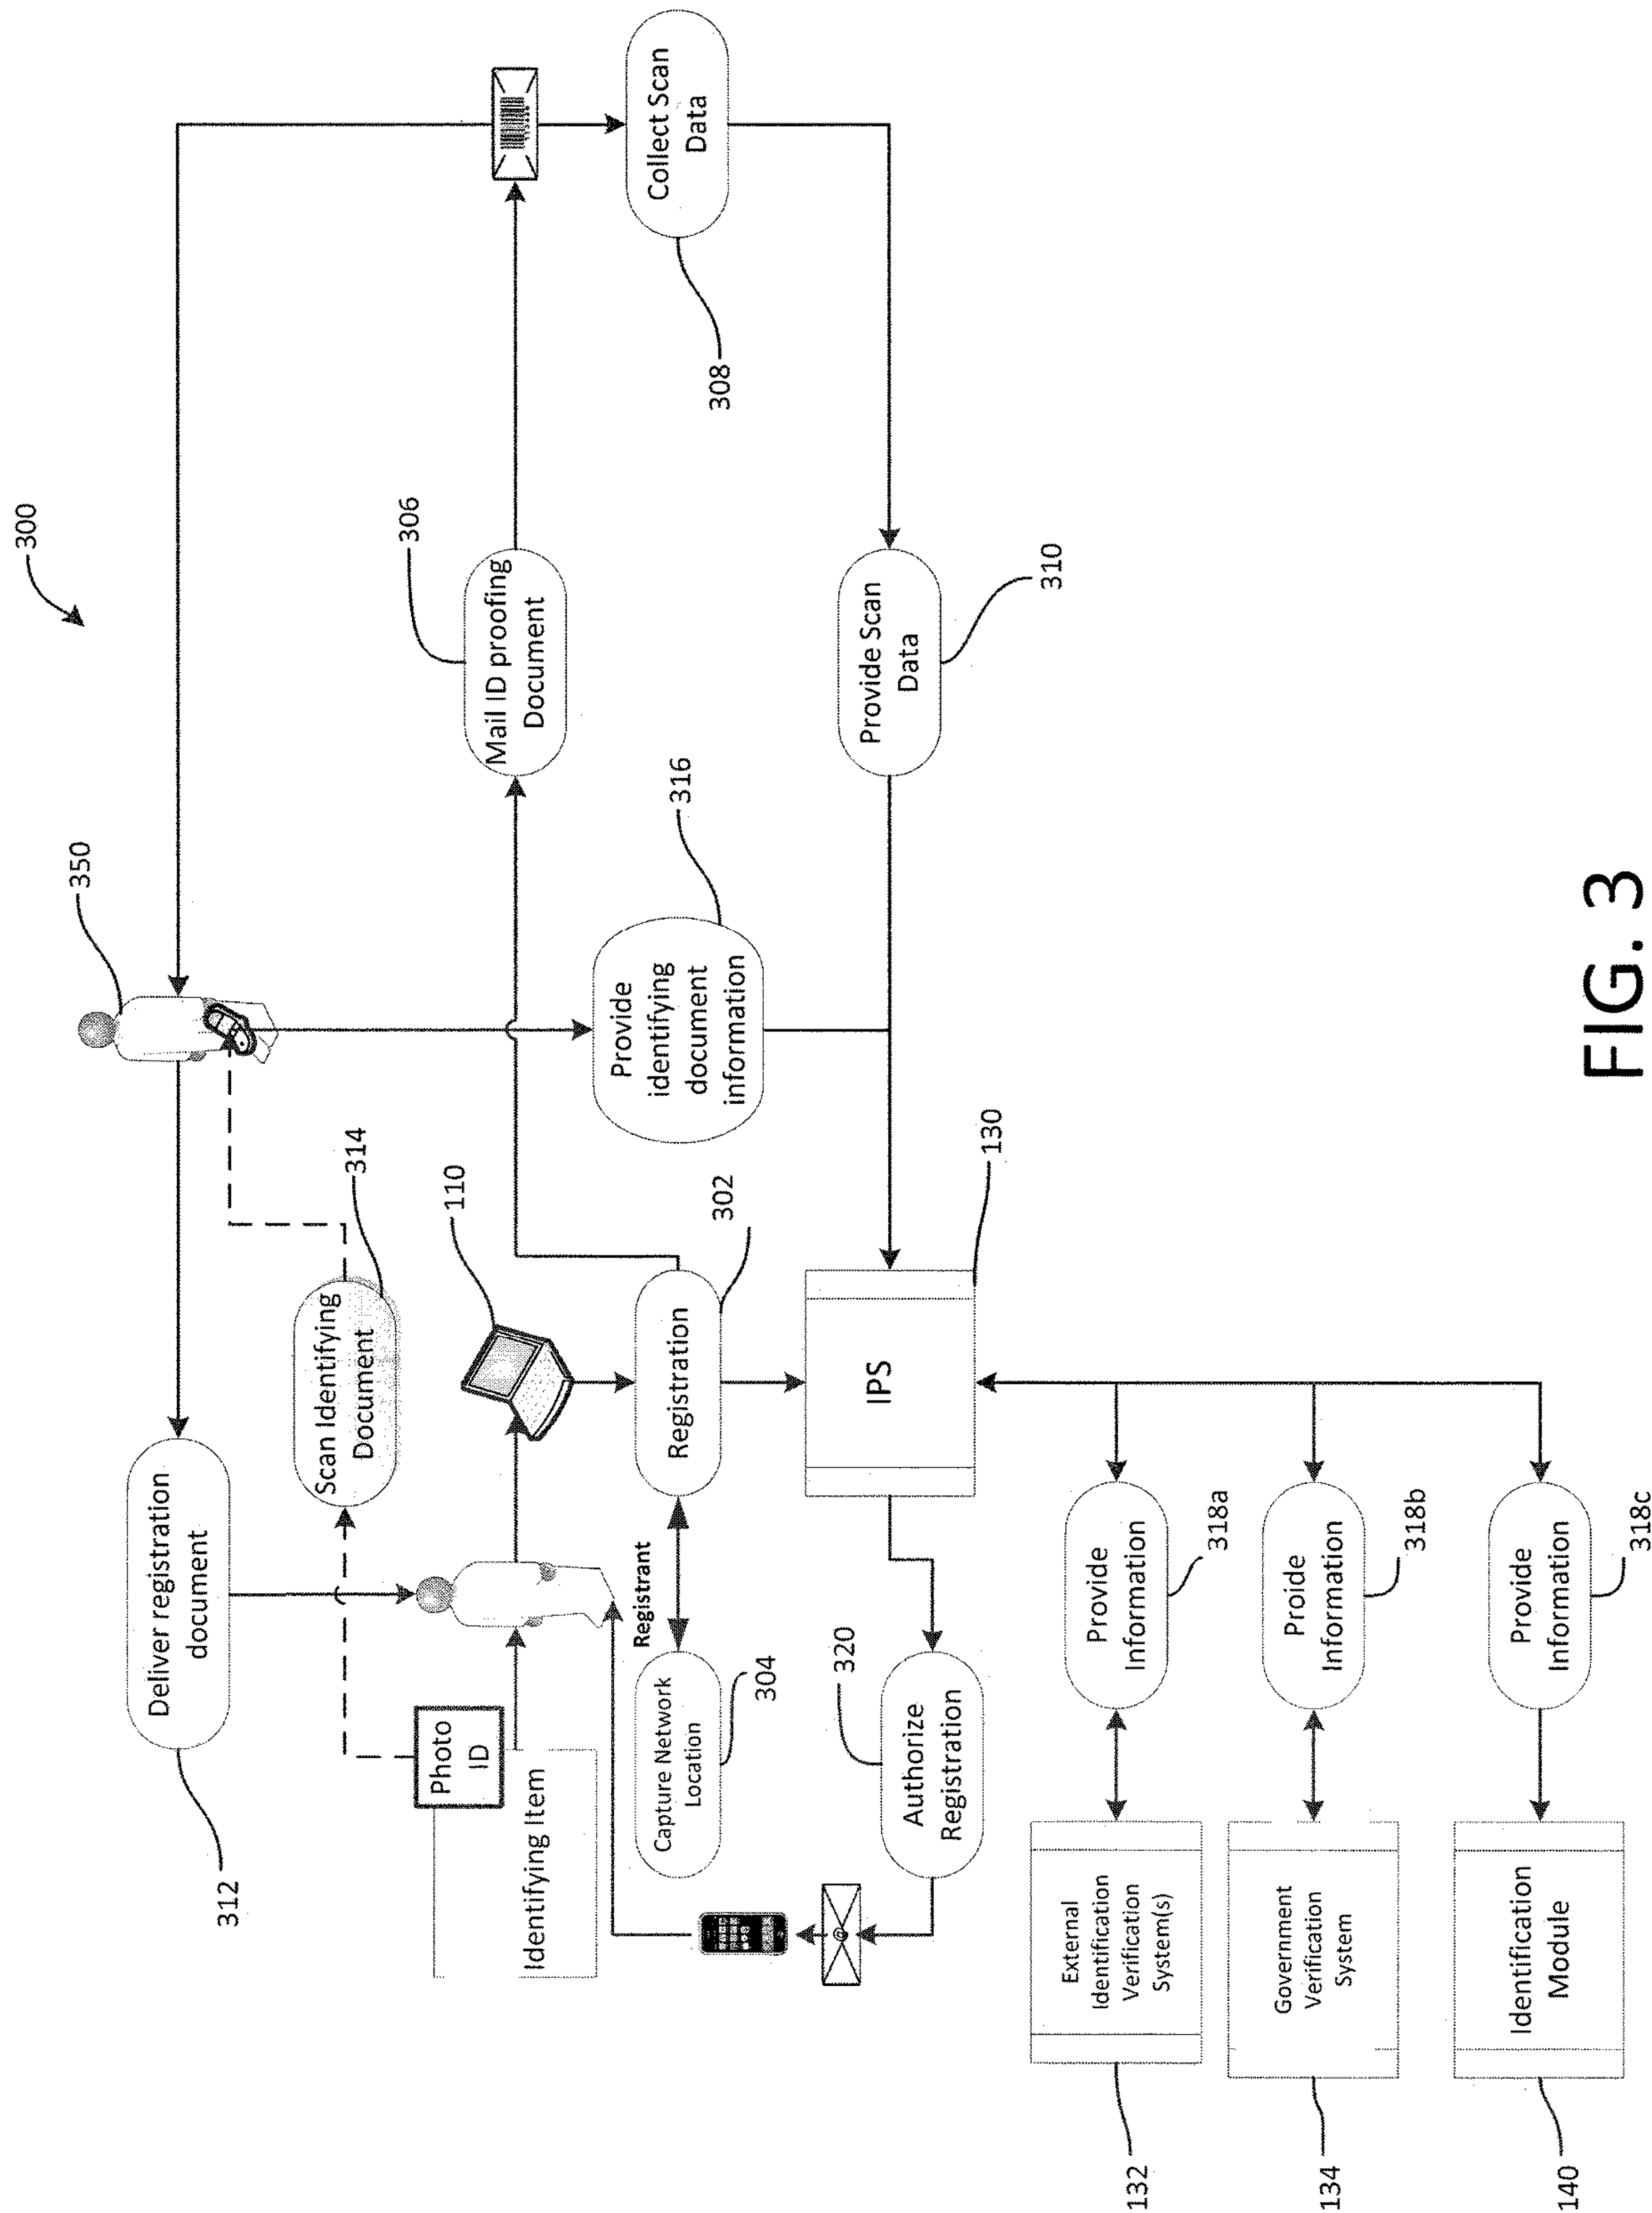 300
350
312
Deliver registration
document
Scan Identifying
Document
314
306
Mail ID proofing
Document
Photo
ID
Identifying Item
110
316
Provide
identifying
document
information
308
Collect Scan
Data
Registrant
Capture Network
Location
304
Registration
302
Provide Scan
Data
310
320
Authorize
Registration
@
IPS
130
External
Identification
Verification
System(s)
132
Provide
Information
318a
Government
Verification
System
134
Proide
Information
318b
Identification
Module
140
Provide
Information
318c
FIG. 3